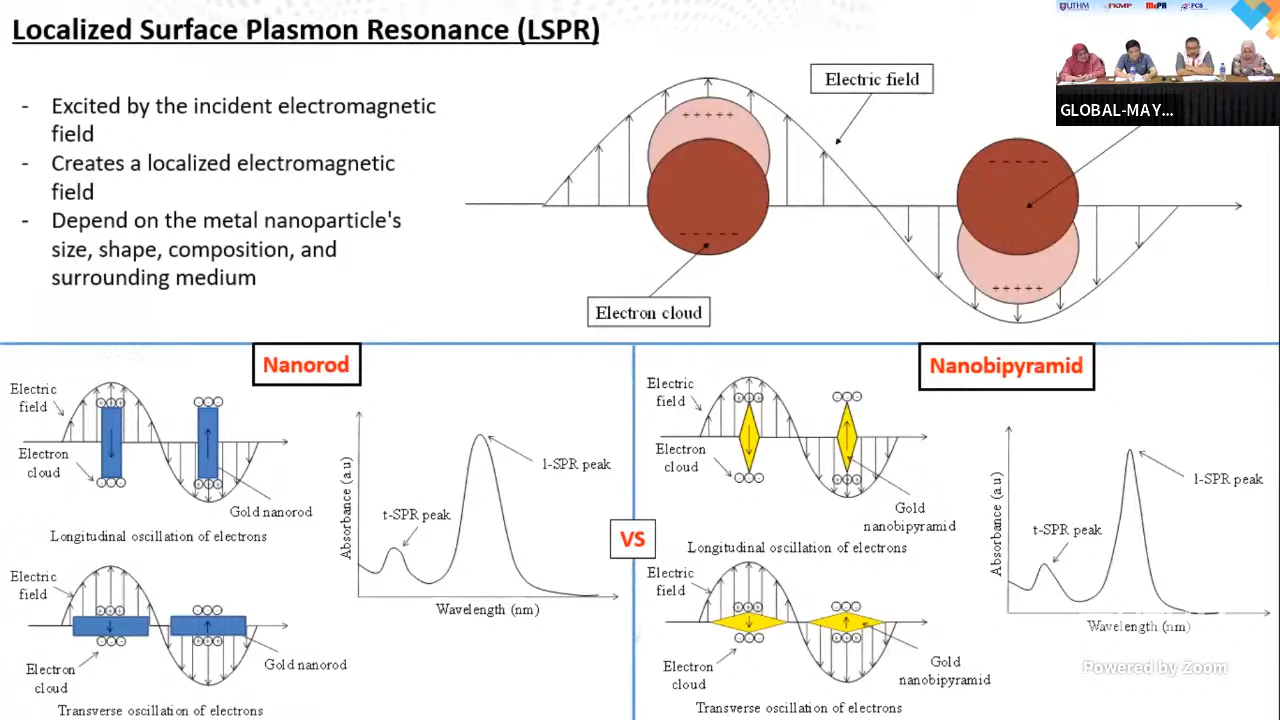 Localized Surface Plasmon Resonance (LSPR)
- Excited by the incident electromagnetic
field
- Creates a localized electromagnetic
field
- Depend on the metal nanoparticle's
size, shape, composition, and
surrounding medium
Electric field
+ + + + +
- - - - - -
Electron cloud
- - - - - -
+ + + + +
UTHM
FKMP
FCB
GLOBAL-MAY...
Nanorod
Electric
field
Electron
cloud
Gold nanorod
Longitudinal oscillation of electrons
Electric
field
Electron
cloud
Gold nanorod
Transverse oscillation of electrons
Absorbance (a.u)
t-SPR peak
l-SPR peak
Wavelength (nm)
VS
Nanobipyramid
Electric
field
Electron
cloud
Gold
nanobipyramid
Longitudinal oscillation of electrons
Electric
field
Electron
cloud
Gold
nanobipyramid
Transverse oscillation of electrons
Absorbance (a.u)
t-SPR peak
l-SPR peak
Wavelength (nm)
Powered by Zoom